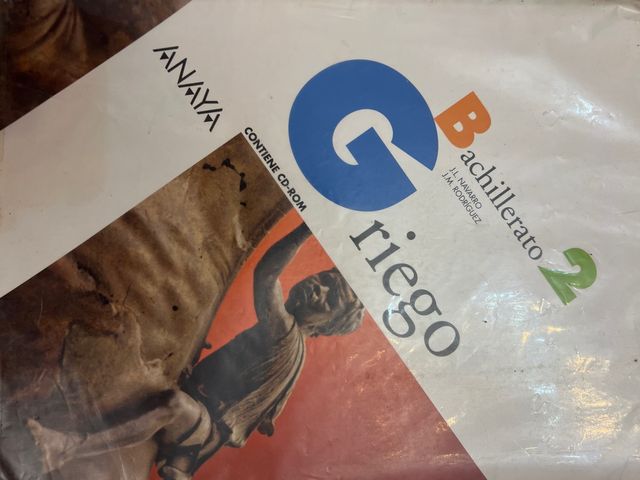 ANAYA
CONTIENE CD-ROM
Griego
Bachillerato 2
J.L. NAVARRO
J.M. RODRÍGUEZ